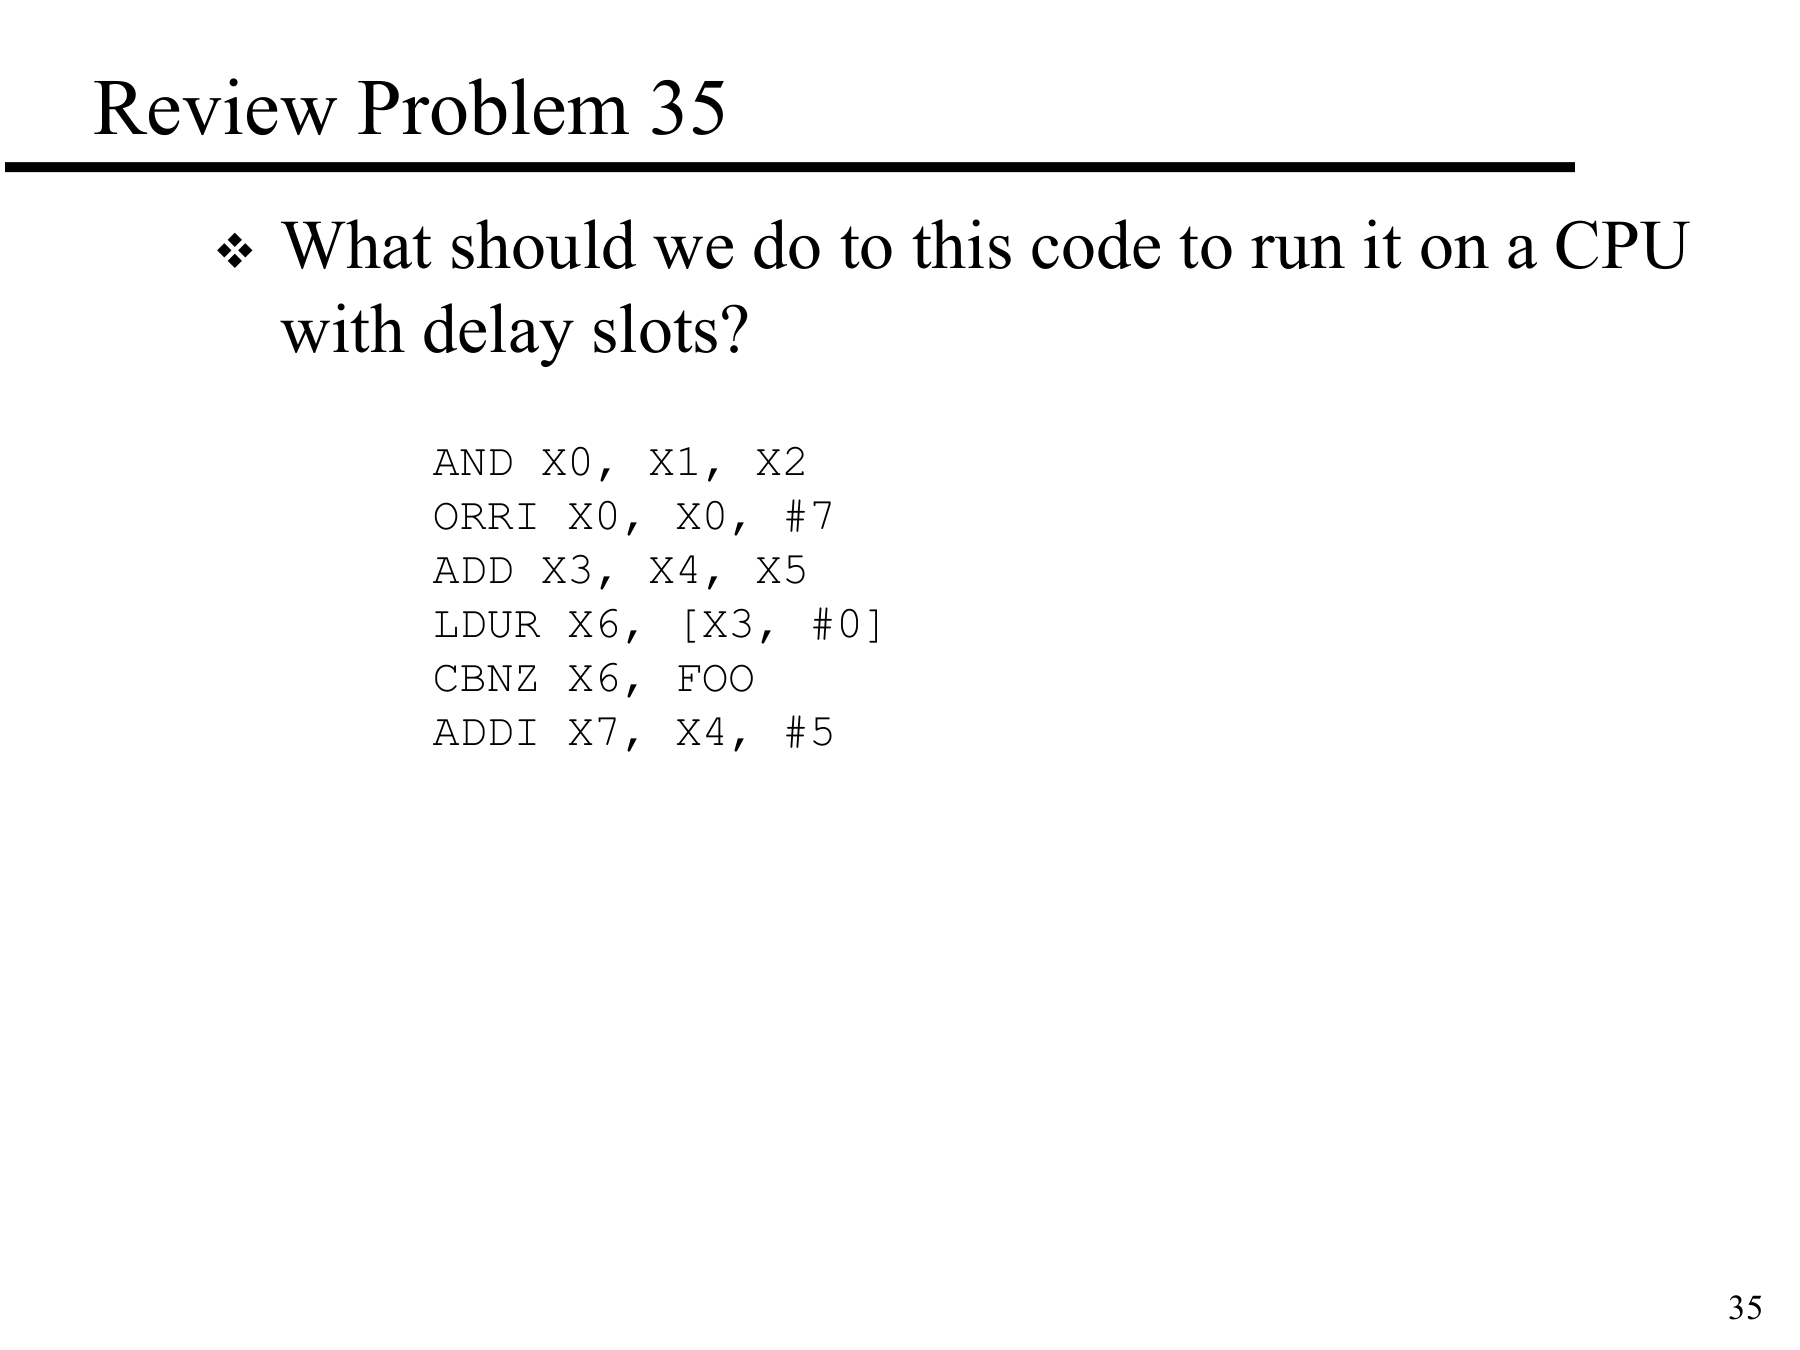 Review Problem 35
❖ What should we do to this code to run it on a CPU
with delay slots?
AND X0, X1, X2
ORRI X0, X0, #7
ADD X3, X4, X5
LDUR X6, [X3, #0]
CBNZ X6, FOO
ADDI X7, X4, #5
35